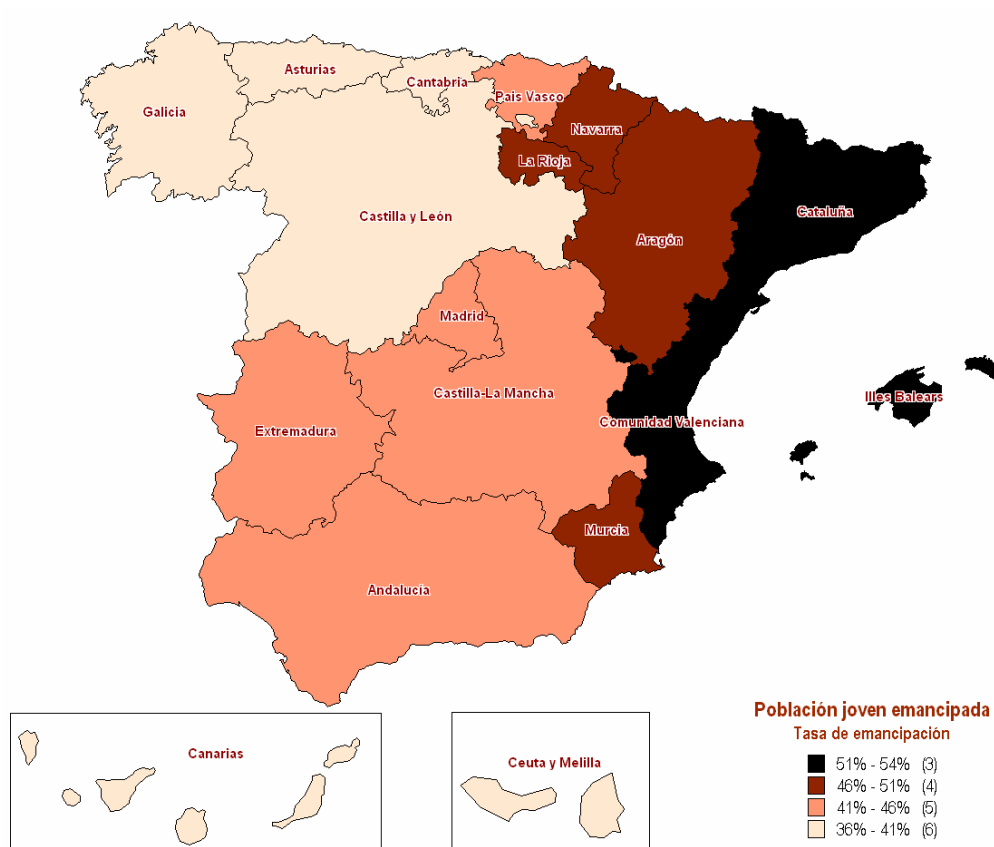 Asturias
Cantabria
Pais Vasco
Galicia
Navarra
La Rioja
Castilla y León
Cataluña
Aragón
Madrid
Castilla-La Mancha
Illes Balears
Comunidad Valenciana
Extremadura
Murcia
Andalucía
Canarias
Ceuta y Melilla
Población joven emancipada
Tasa de emancipación
51% - 54% (3)
46% - 51% (4)
41% - 46% (5)
36% - 41% (6)